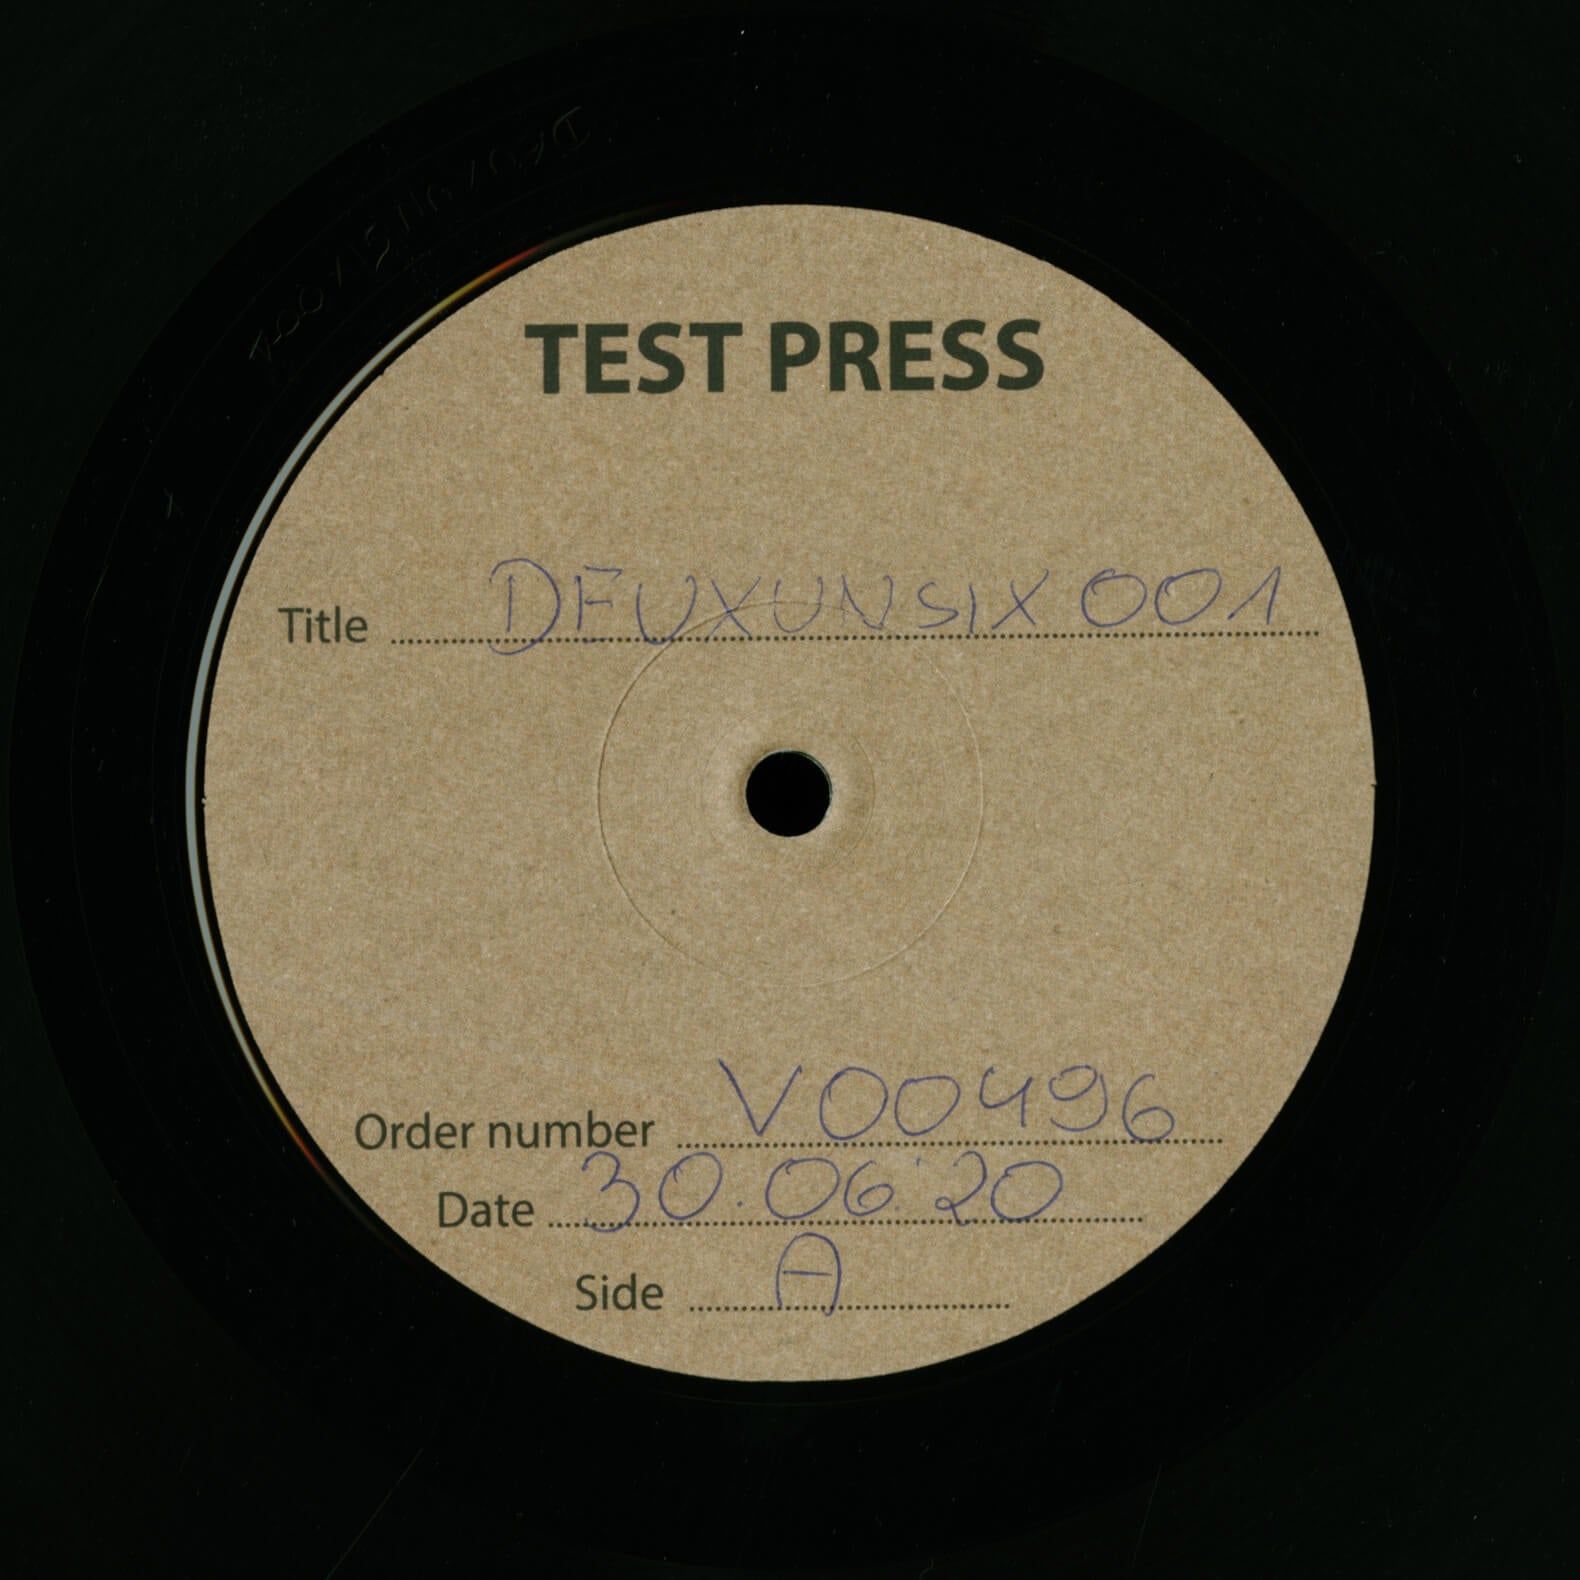 TEST PRESS
Title DEUXUNSIX 001
Order number V00496
Date 30.06.20
Side A